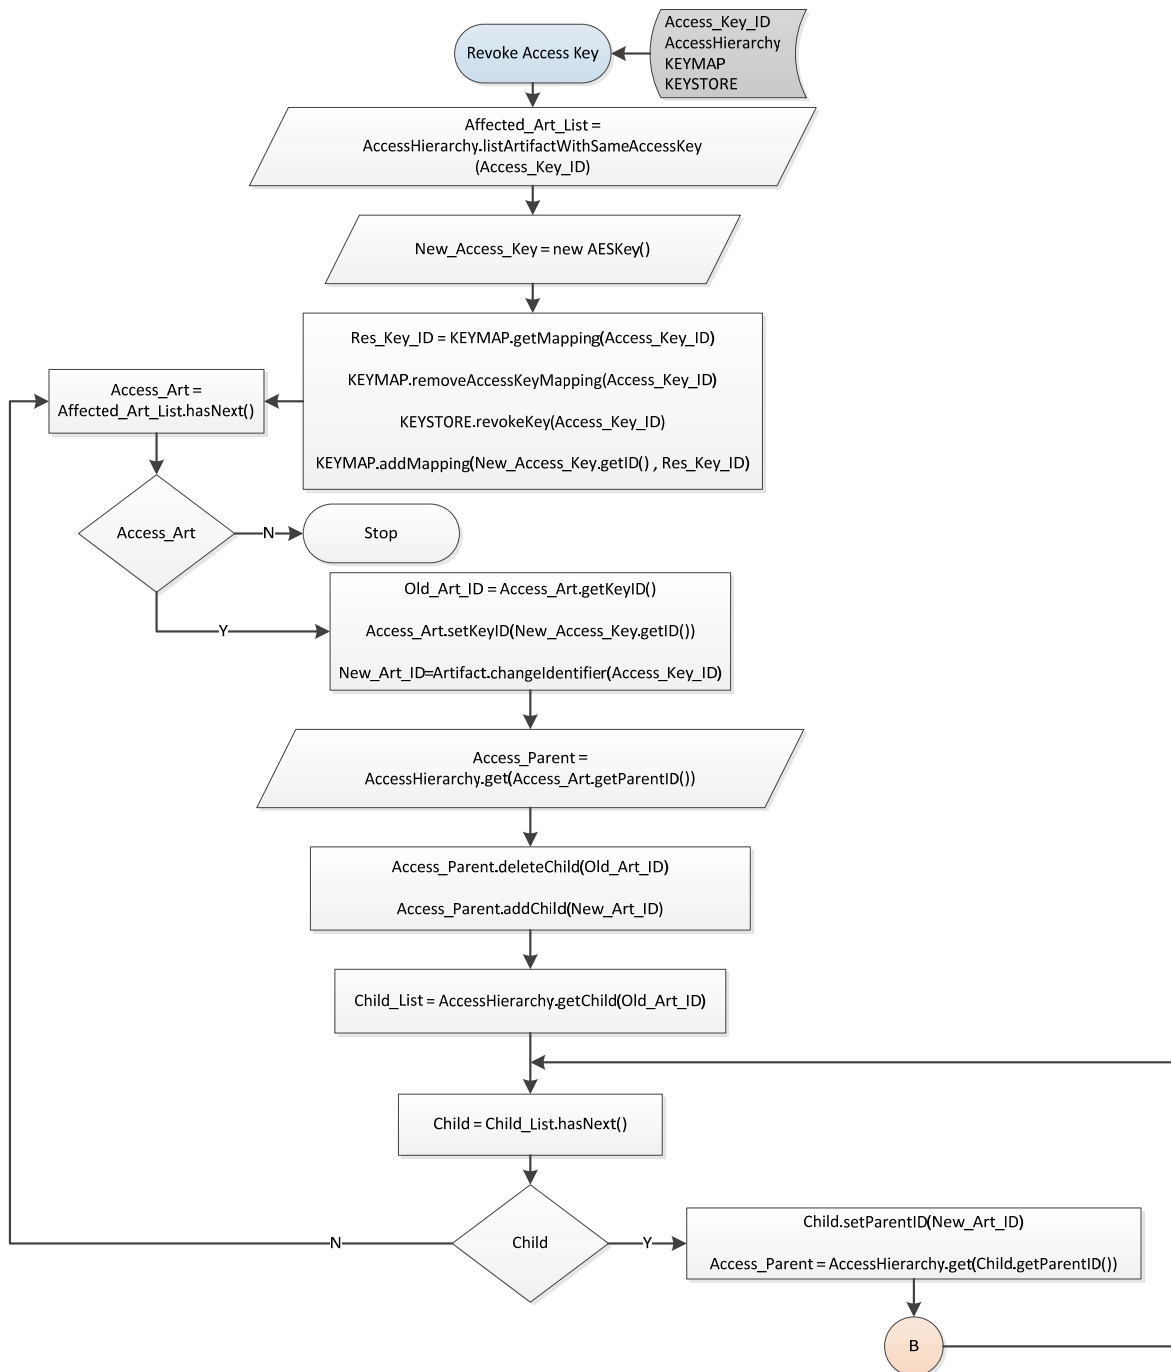 Revoke Access Key
Access_Key_ID
AccessHierarchy
KEYMAP
KEYSTORE
Affected_Art_List =
AccessHierarchy.listArtifactWithSameAccessKey
(Access_Key_ID)
New_Access_Key = new AESKey()
Res_Key_ID = KEYMAP.getMapping(Access_Key_ID)
KEYMAP.removeAccessKeyMapping(Access_Key_ID)
KEYSTORE.revokeKey(Access_Key_ID)
KEYMAP.addMapping(New_Access_Key.getID() , Res_Key_ID)
Access_Art =
Affected_Art_List.hasNext()
Access_Art
N
Stop
Y
Old_Art_ID = Access_Art.getKeyID()
Access_Art.setKeyID(New_Access_Key.getID())
New_Art_ID=Artifact.changeIdentifier(Access_Key_ID)
Access_Parent =
AccessHierarchy.get(Access_Art.getParentID())
Access_Parent.deleteChild(Old_Art_ID)
Access_Parent.addChild(New_Art_ID)
Child_List = AccessHierarchy.getChild(Old_Art_ID)
Child = Child_List.hasNext()
N
Child
Y
Child.setParentID(New_Art_ID)
Access_Parent = AccessHierarchy.get(Child.getParentID())
B